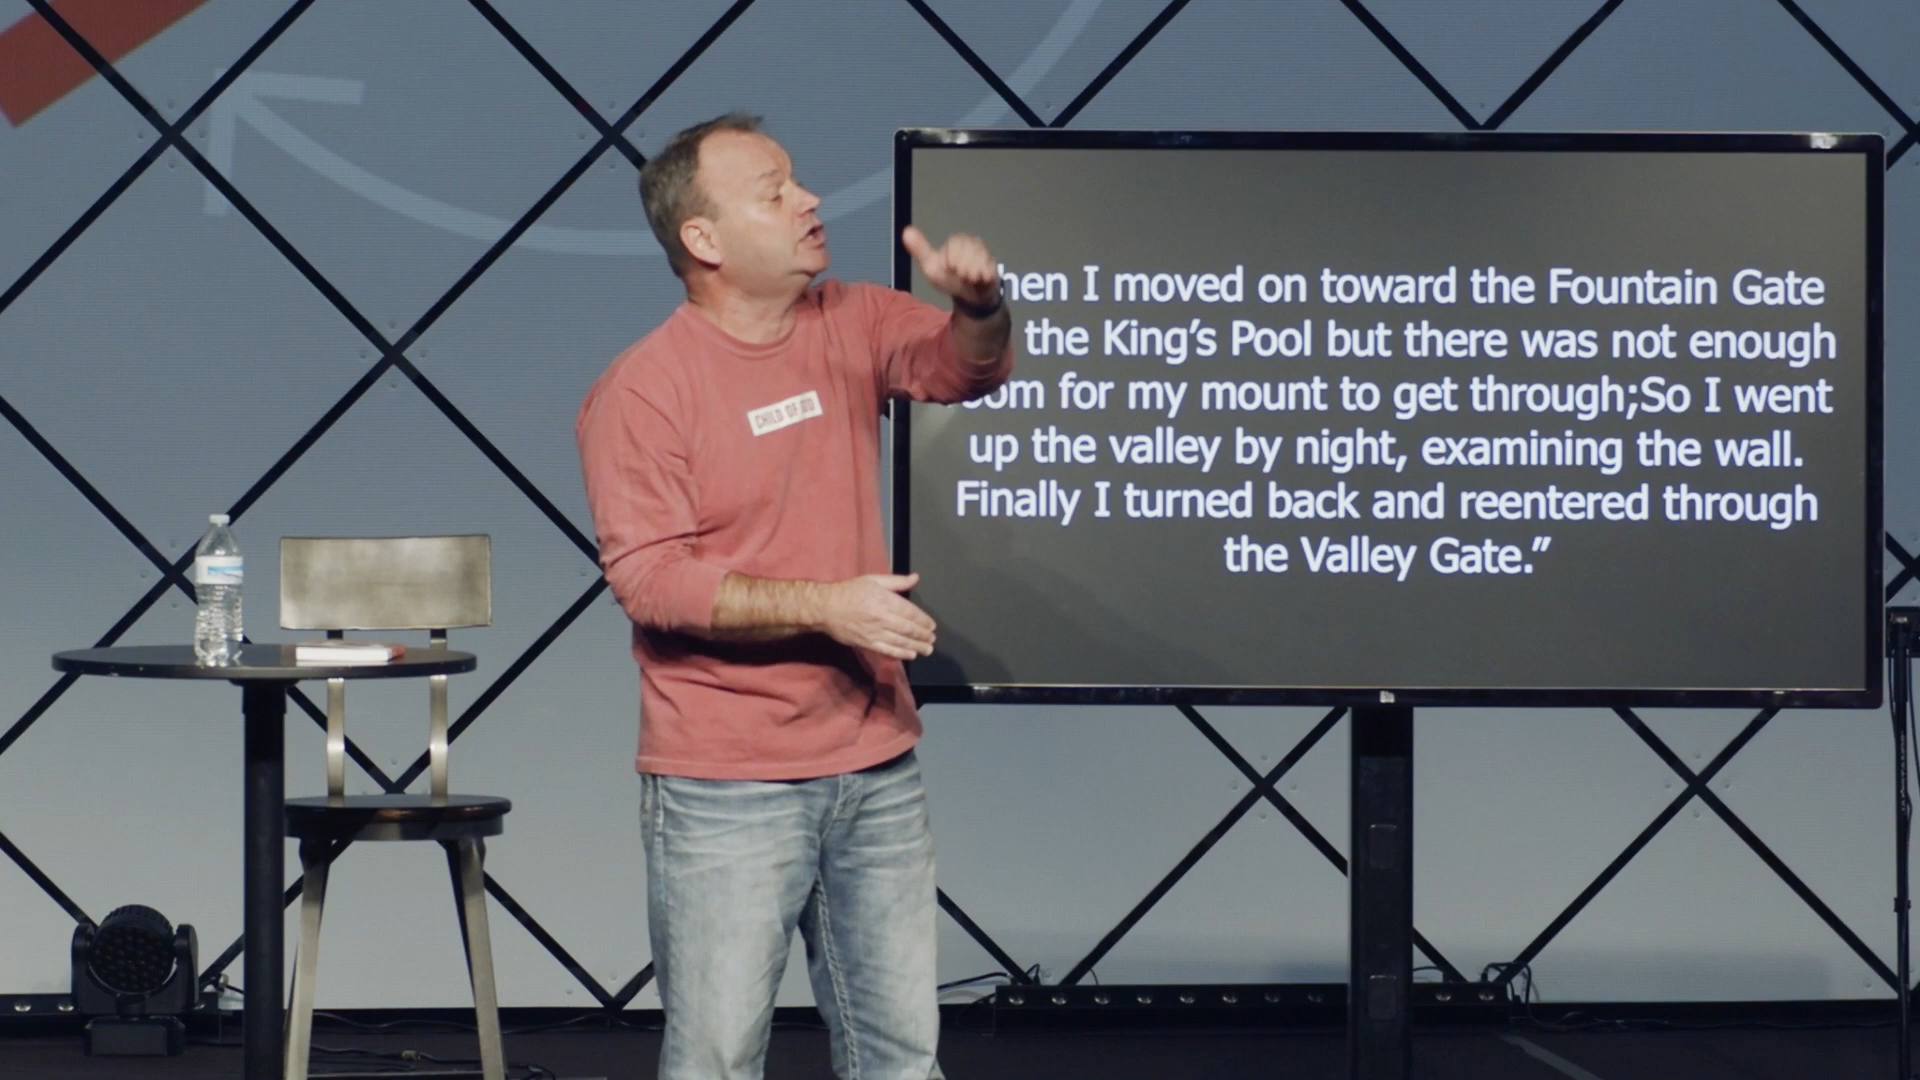 hen I moved on toward the Fountain Gate
the King's Pool but there was not enough
oom for my mount to get through;So I went
up the valley by night, examining the wall.
Finally I turned back and reentered through
the Valley Gate.”
CHILD OF